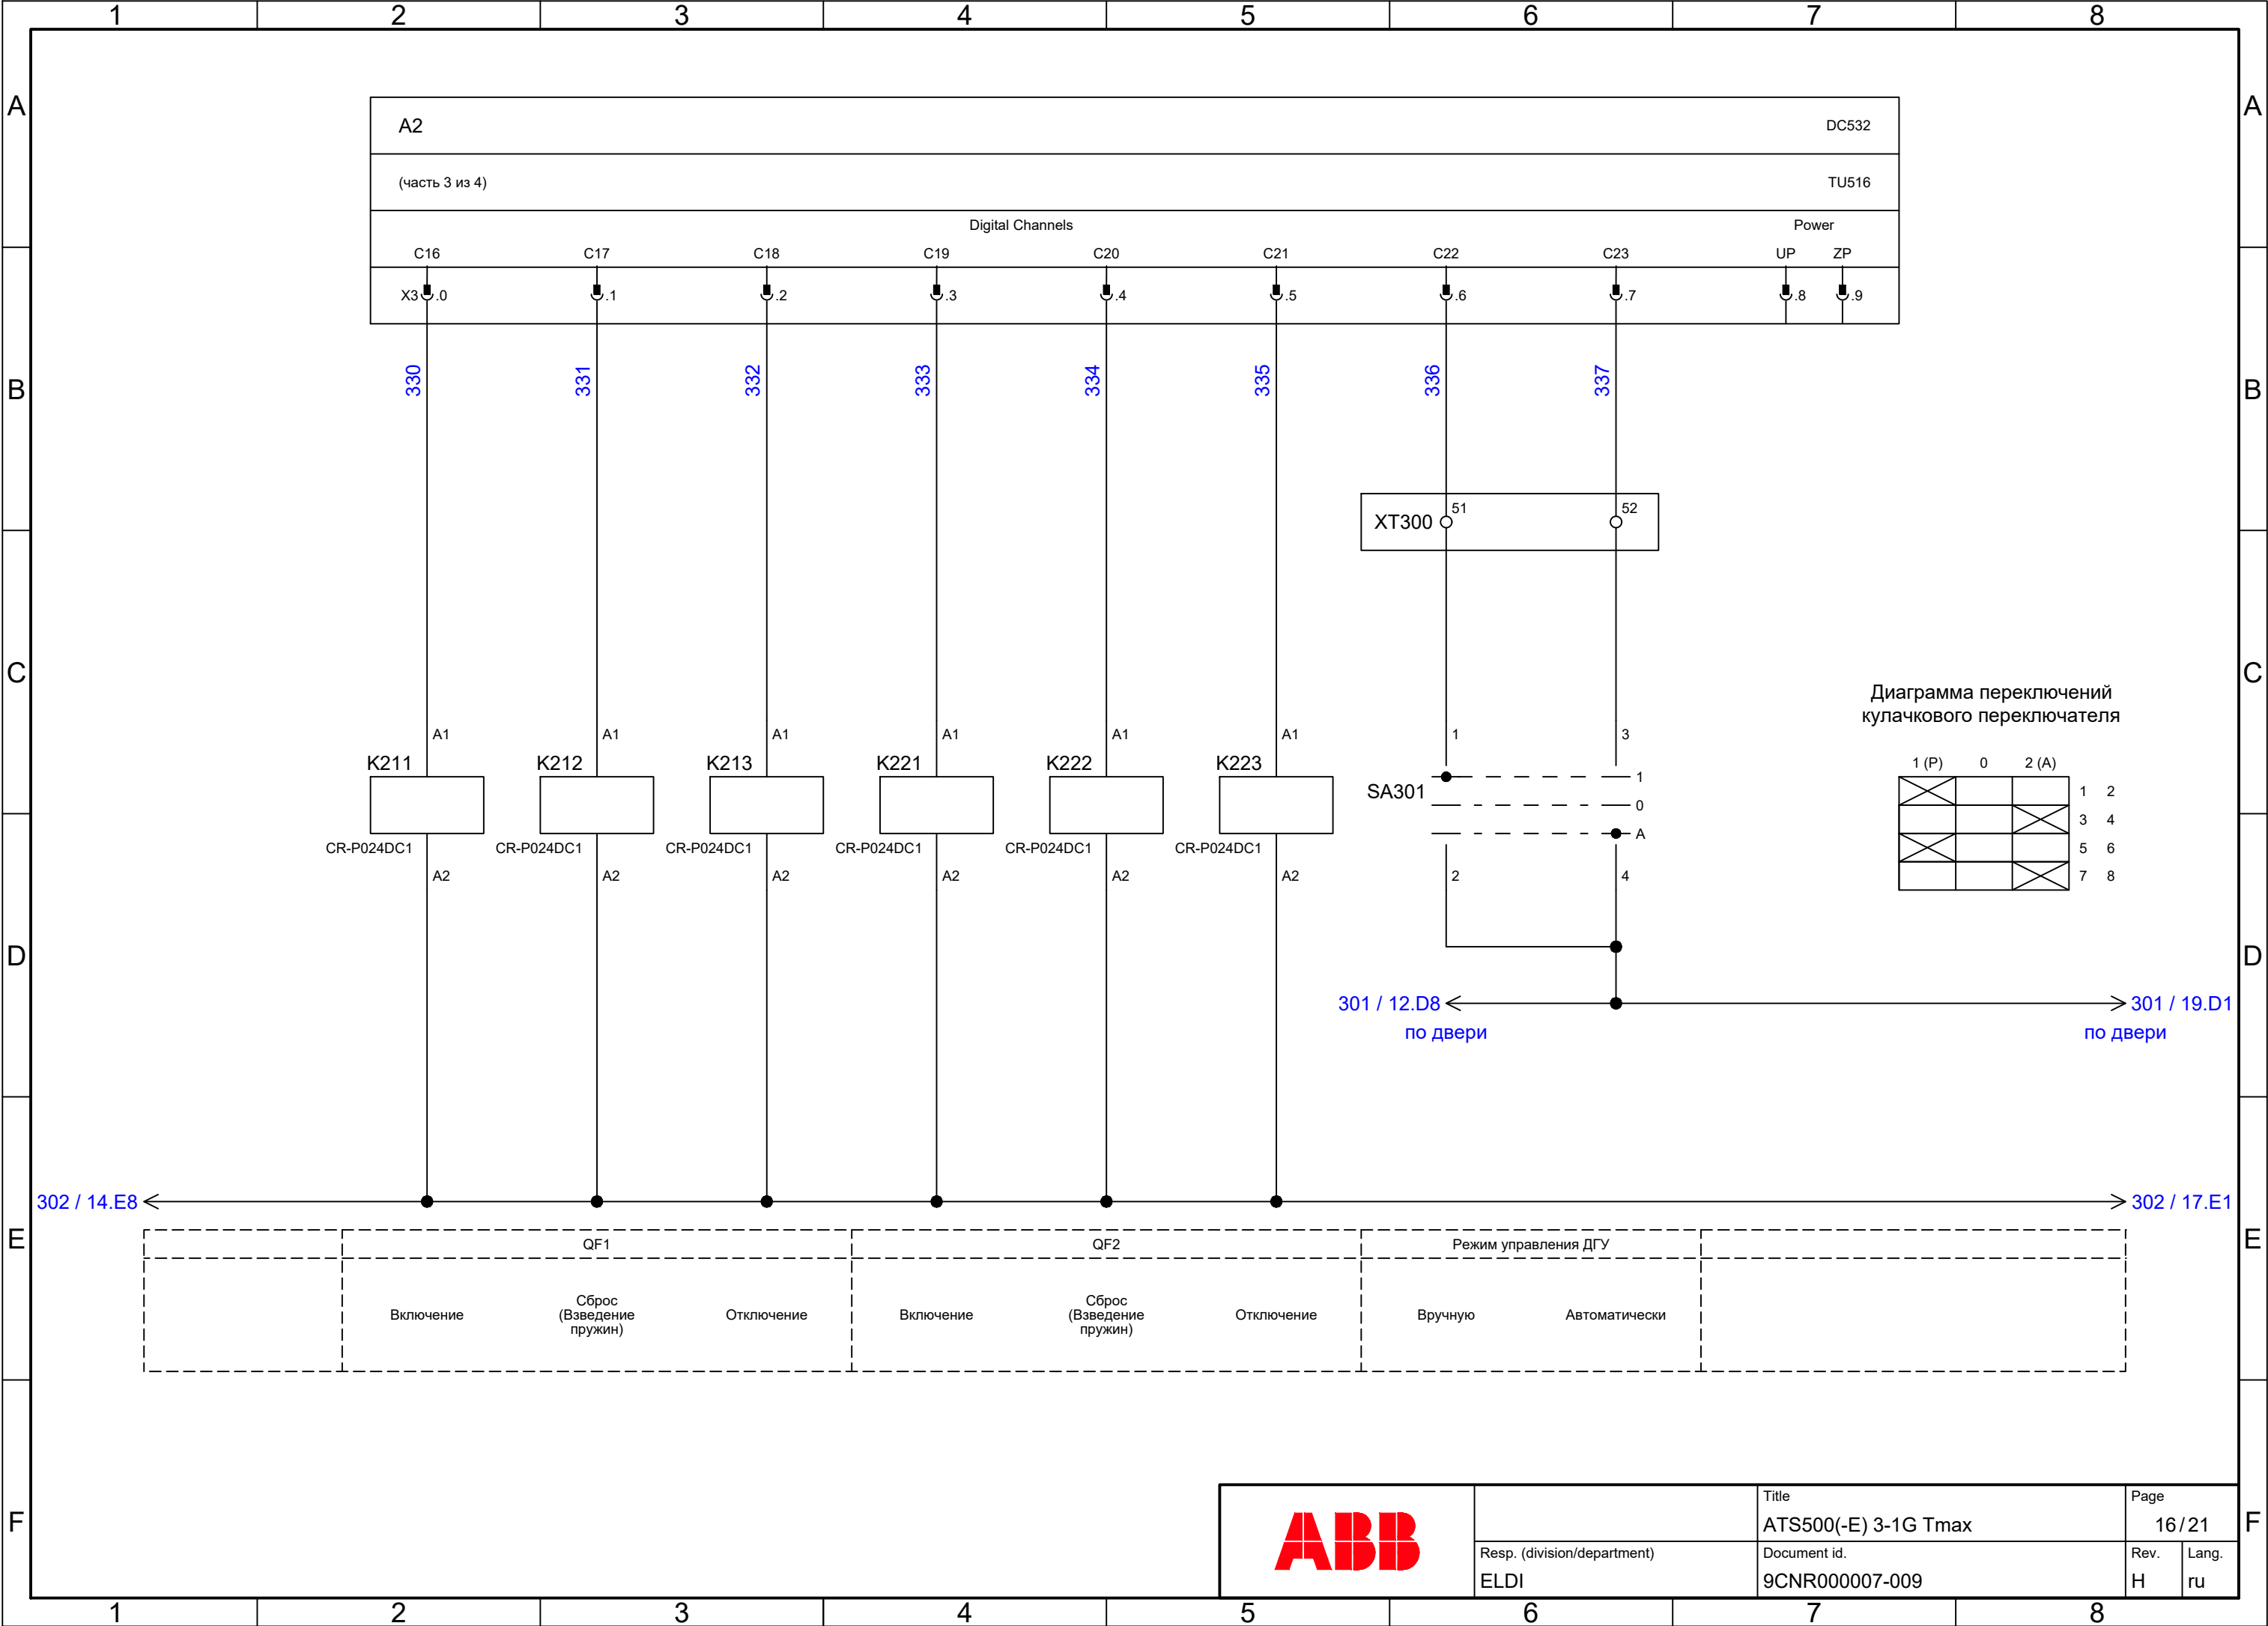 1 2 3 4 5 6 7 8
A A
A2 DC532
(часть 3 из 4) TU516
Digital Channels Power
C16 C17 C18 C19 C20 C21 C22 C23 UP ZP
X3 .0 .1 .2 .3 .4 .5 .6 .7 .8 .9
B B
330 331 332 333 334 335 336 337
XT300 51 52
C C
Диаграмма переключений
кулачкового переключателя
A1 A1 A1 A1 A1 A1 1 3
K211 K212 K213 K221 K222 K223
1 (P) 0 2 (A)
SA301
1
0
A
1 2
3 4
5 6
7 8
CR-P024DC1 CR-P024DC1 CR-P024DC1 CR-P024DC1 CR-P024DC1 CR-P024DC1
A2 A2 A2 A2 A2 A2 2 4
D D
301 / 12.D8 301 / 19.D1
по двери по двери
302 / 14.E8 302 / 17.E1
E E
QF1 QF2 Режим управления ДГУ
Включение
Сброс
(Взведение
пружин)
Отключение
Включение
Сброс
(Взведение
пружин)
Отключение
Вручную
Автоматически
F F
ABB
Title
ATS500(-E) 3-1G Tmax
Page
16/21
Resp. (division/department)
ELDI
Document id.
9CNR000007-009
Rev.
H
Lang.
ru
1 2 3 4 5 6 7 8